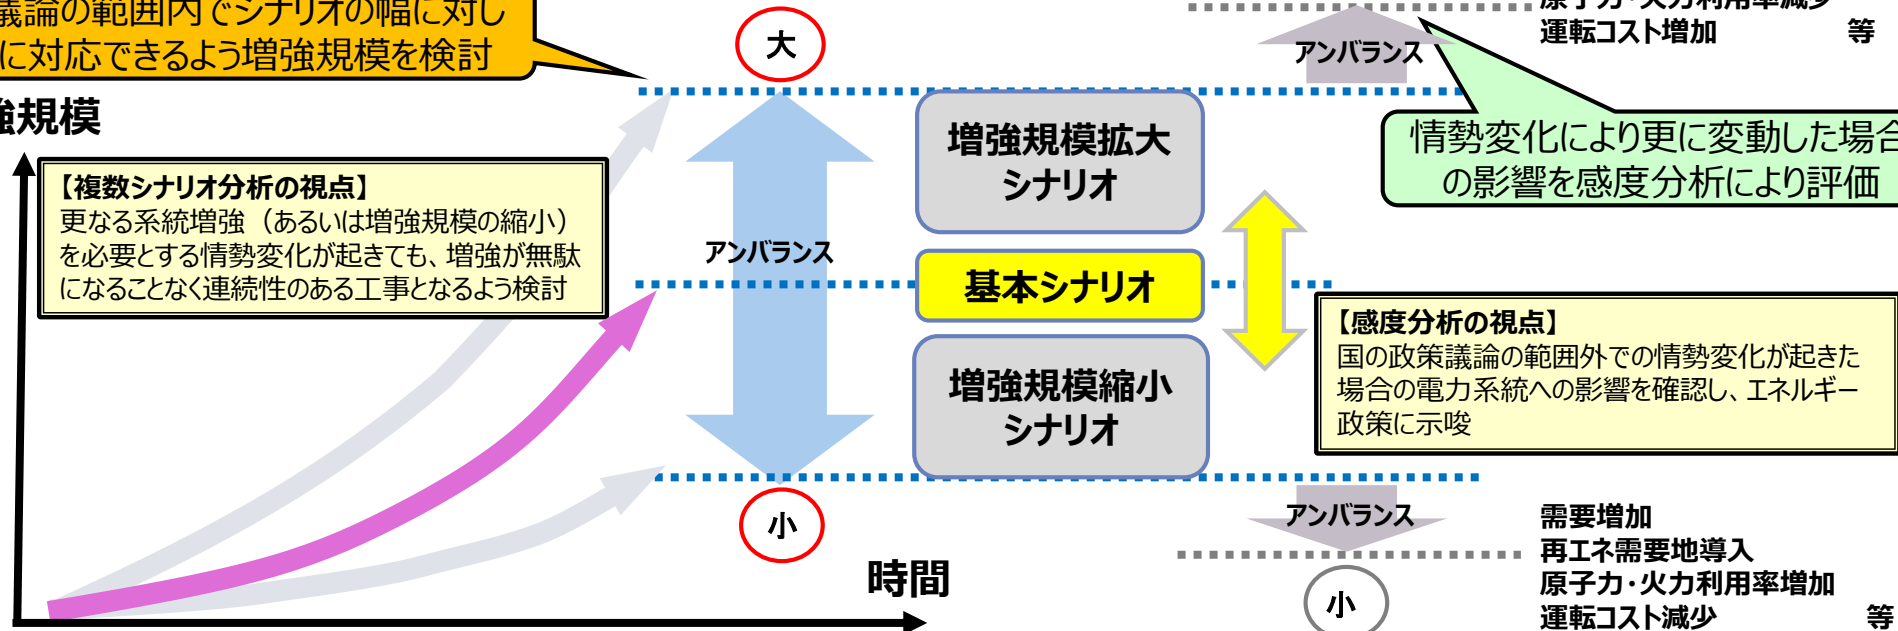 議論の範囲内でシナリオの幅に対し
に対応できるよう増強規模を検討
大
アンバランス
運転コスト増加 等
強規模
【複数シナリオ分析の視点】
更なる系統増強（あるいは増強規模の縮小）
を必要とする情勢変化が起きても、増強が無駄
になることなく連続性のある工事となるよう検討
アンバランス
増強規模拡大
シナリオ
基本シナリオ
増強規模縮小
シナリオ
情勢変化により更に変動した場合
の影響を感度分析により評価
【感度分析の視点】
国の政策議論の範囲外での情勢変化が起きた
場合の電力系統への影響を確認し、エネルギー
政策に示唆
小
時間
アンバランス
小
需要増加
再エネ需要地導入
原子力・火力利用率増加
運転コスト減少 等